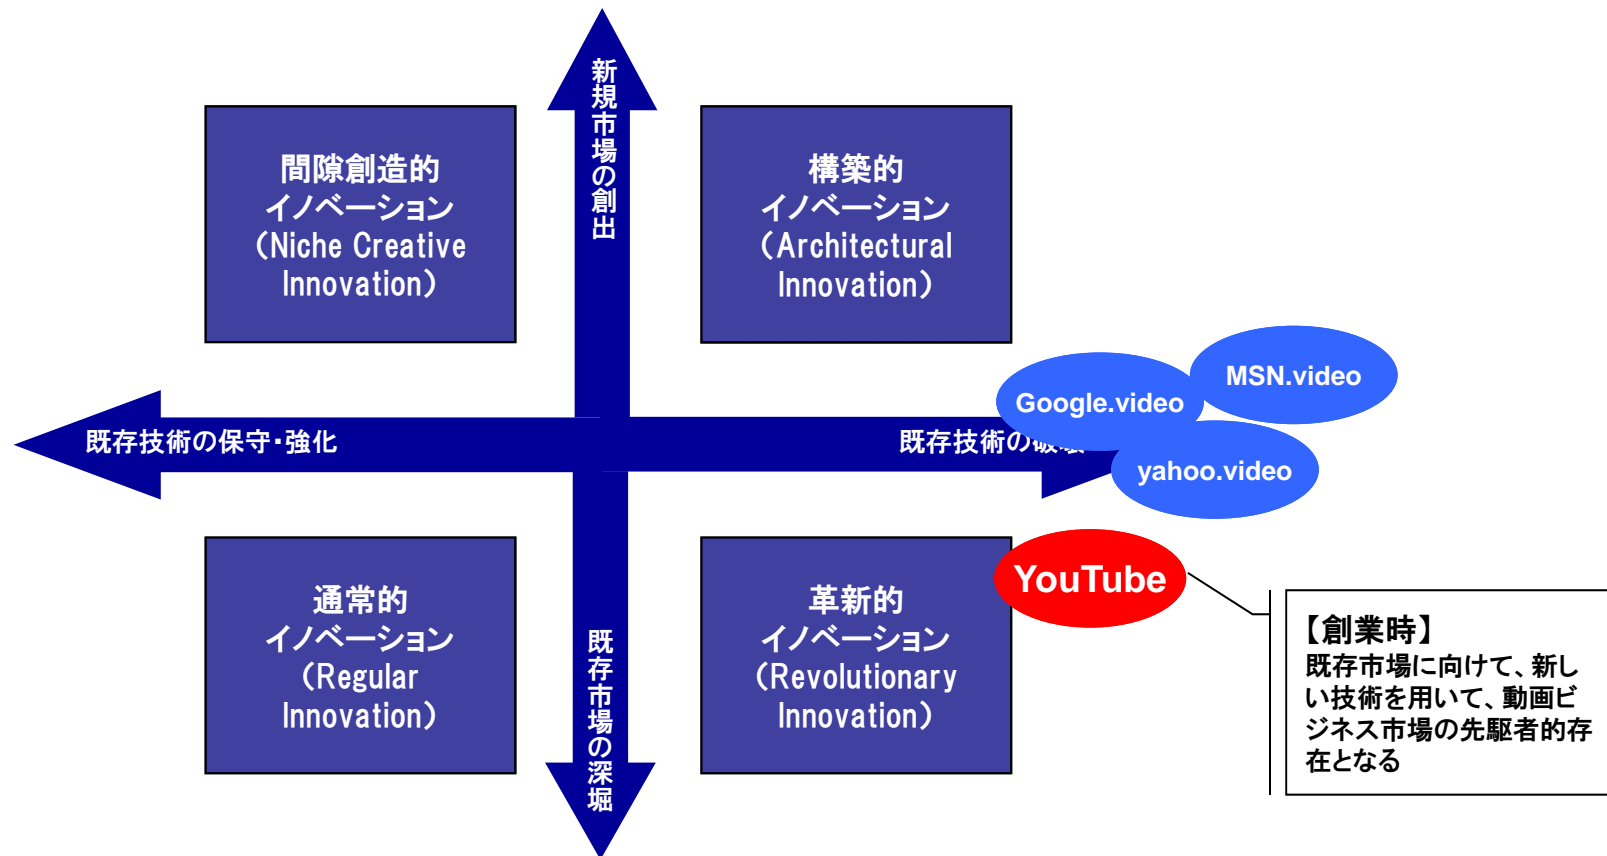 新規市場の創出
間隙創造的
イノベーション
（Niche Creative
Innovation）
構築的
イノベーション
（Architectural
Innovation）
MSN.video
Google.video
既存技術の保守・強化
既存技術の破壊
yahoo.video
通常的
イノベーション
（Regular
Innovation）
既存市場の深堀
革新的
イノベーション
（Revolutionary
Innovation）
YouTube
【創業時】
既存市場に向けて、新し
い技術を用いて、動画ビ
ジネス市場の先駆者的存
在となる